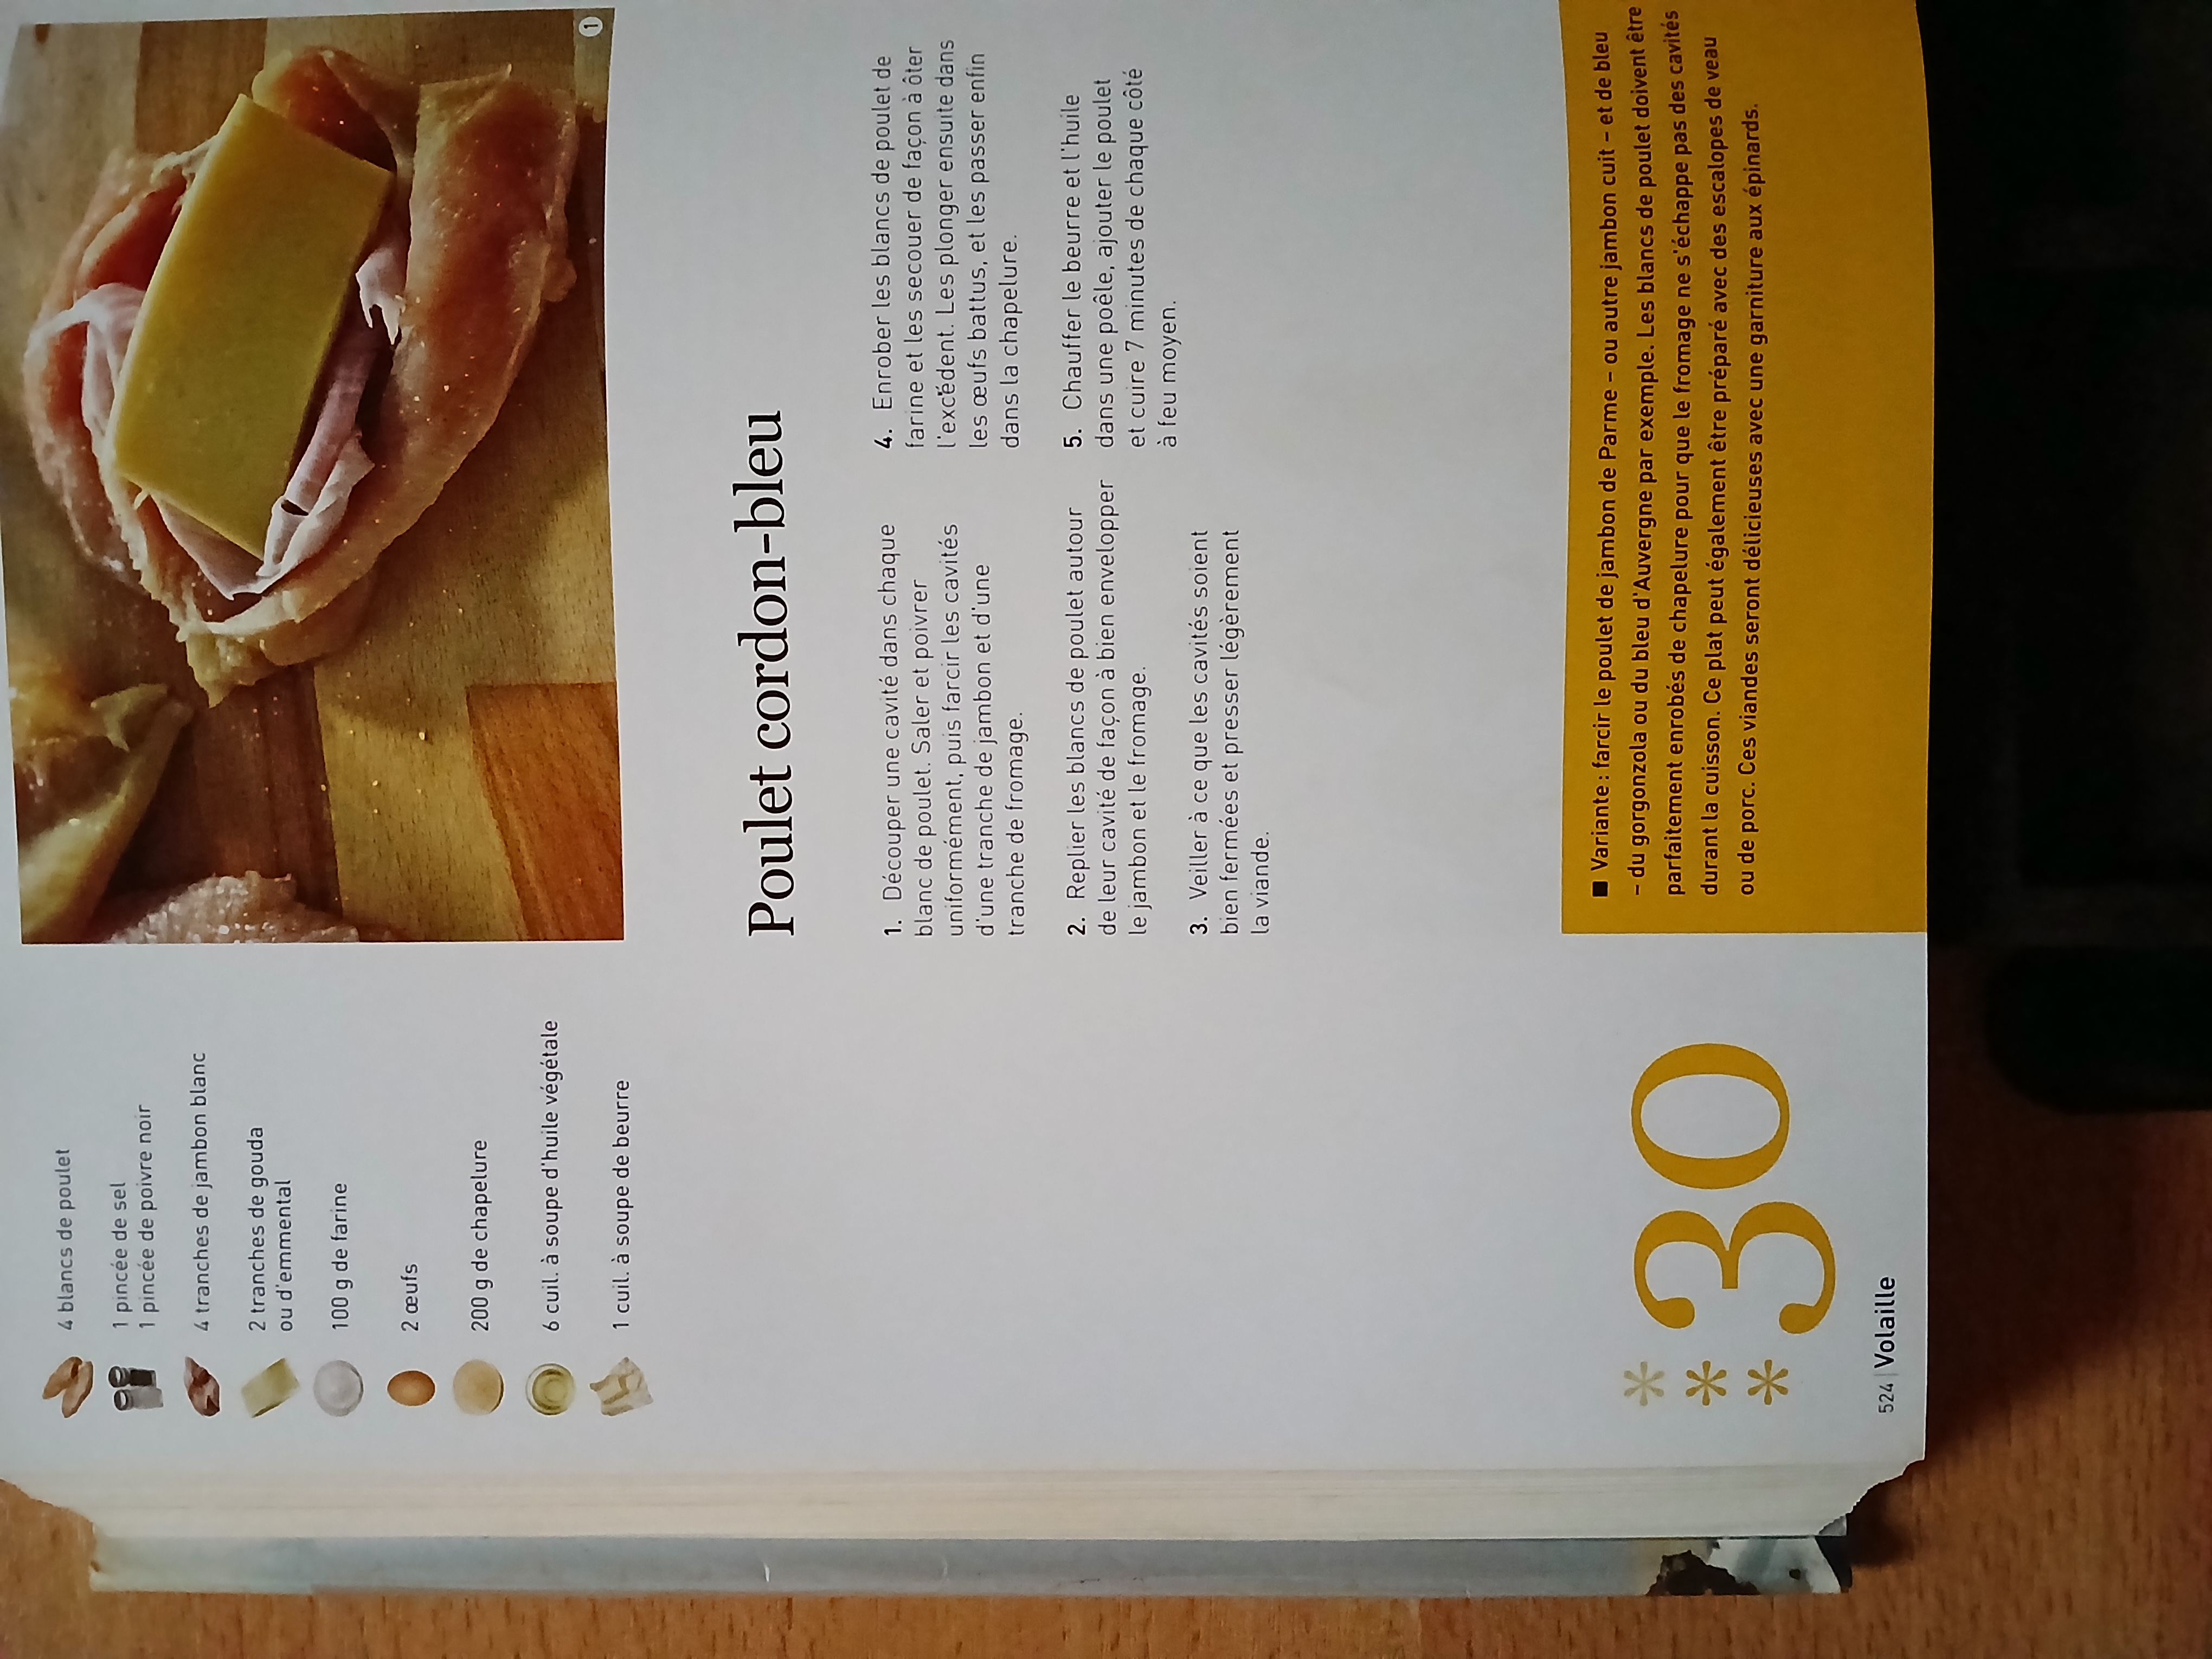 4 blancs de poulet
1 pincée de sel
1 pincée de poivre noir
4 tranches de jambon blanc
2 tranches de gouda
ou d'emmental
100 g de farine
2 œufs
200 g de chapelure
6 cuil. à soupe d'huile végétale
1 cuil. à soupe de beurre
1
Poulet cordon-bleu
1. Découper une cavité dans chaque
blanc de poulet. Saler et poivrer
uniformément, puis farcir les cavités
d'une tranche de jambon et d'une
tranche de fromage.
2. Replier les blancs de poulet autour
de leur cavité de façon à bien envelopper
le jambon et le fromage.
3. Veiller à ce que les cavités soient
bien fermées et presser légèrement
la viande.
4. Enrober les blancs de poulet de
farine et les secouer de façon à ôter
l'excédent. Les plonger ensuite dans
les œufs battus, et les passer enfin
dans la chapelure.
5. Chauffer le beurre et l'huile
dans une poêle, ajouter le poulet
et cuire 7 minutes de chaque côté
à feu moyen.
■ Variante : farcir le poulet de jambon de Parme – ou autre jambon cuit – et de bleu
– du gorgonzola ou du bleu d'Auvergne par exemple. Les blancs de poulet doivent être
parfaitement enrobés de chapelure pour que le fromage ne s'échappe pas des cavités
durant la cuisson. Ce plat peut également être préparé avec des escalopes de veau
ou de porc. Ces viandes seront délicieuses avec une garniture aux épinards.
* * * 30
524 | Volaille